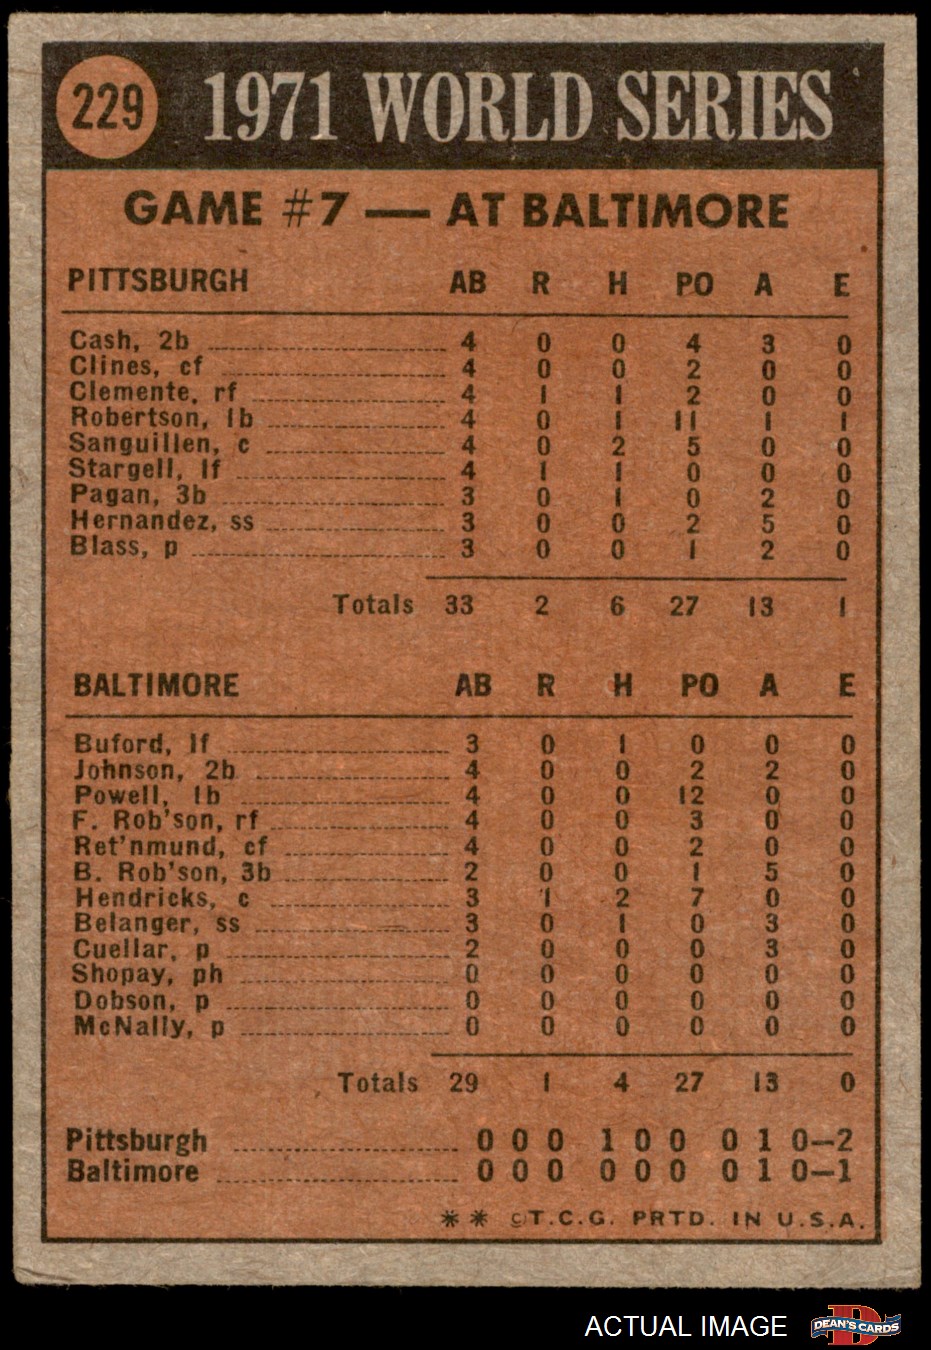 229 1971 WORLD SERIES
GAME #7 — AT BALTIMORE
PITTSBURGH AB R H PO A E
Cash, 2b 4 0 0 4 3 0
Clines, cf 4 0 0 2 0 0
Clemente, rf 4 1 1 2 0 0
Robertson, 1b 4 0 1 11 1 1
Sanguillen, c 4 0 2 5 0 0
Stargell, lf 4 1 1 0 0 0
Pagan, 3b 3 0 1 0 2 0
Hernandez, ss 3 0 0 2 5 0
Blass, p 3 0 0 1 2 0
Totals 33 2 6 27 13 1
BALTIMORE AB R H PO A E
Buford, lf 3 0 1 0 0 0
Johnson, 2b 4 0 0 2 2 0
Powell, 1b 4 0 0 12 0 0
F. Rob'son, rf 4 0 0 3 0 0
Ret'nmund, cf 4 0 0 2 0 0
B. Rob'son, 3b 2 0 0 1 5 0
Hendricks, c 3 1 2 7 0 0
Belanger, ss 3 0 1 0 3 0
Cuellar, p 2 0 0 0 3 0
Shopay, ph 0 0 0 0 0 0
Dobson, p 0 0 0 0 0 0
McNally, p 0 0 0 0 0 0
Totals 29 1 4 27 13 0
Pittsburgh 0 0 0 1 0 0 0 1 0—2
Baltimore 0 0 0 0 0 0 0 1 0—1
** ©T.C.G. PRTD. IN U.S.A.
ACTUAL IMAGE D DEAN'S CARDS